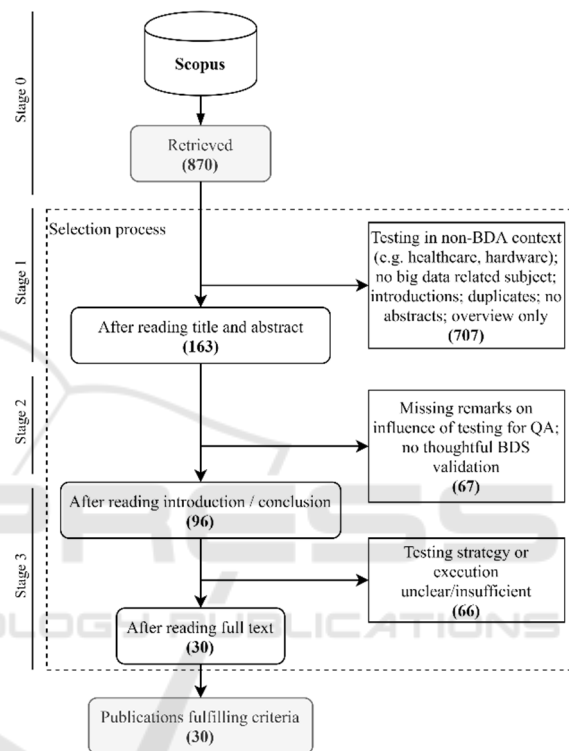 Stage 0
Scopus
Retrieved
(870)
Selection process
Stage 1
Testing in non-BDA context
(e.g. healthcare, hardware);
no big data related subject;
introductions; duplicates; no
abstracts; overview only
(707)
After reading title and abstract
(163)
Stage 2
Missing remarks on
influence of testing for QA;
no thoughtful BDS
validation
(67)
After reading introduction / conclusion
(96)
Stage 3
Testing strategy or
execution
unclear/insufficient
(66)
After reading full text
(30)
Publications fulfilling criteria
(30)
PRESS
OLOGY PUBLICATIONS